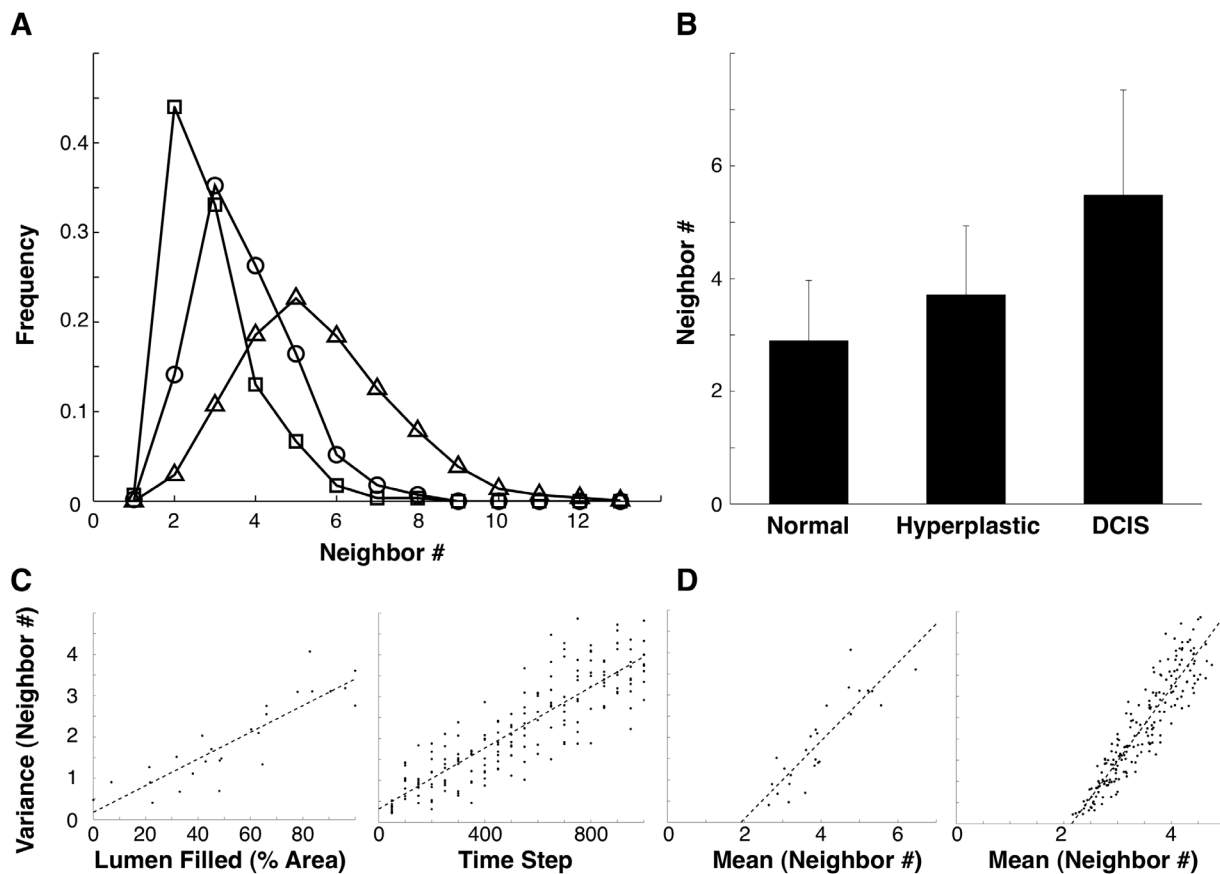 A
Frequency
0.4
0.3
0.2
0.1
0
0 2 4 6 8 10 12
Neighbor #
B
Neighbor #
6
4
2
0
Normal Hyperplastic DCIS
C
Variance (Neighbor #)
4
3
2
1
0
0 20 40 60 80
Lumen Filled (% Area)
0 400 800
Time Step
D
0 2 4 6
Mean (Neighbor #)
0 2 4
Mean (Neighbor #)